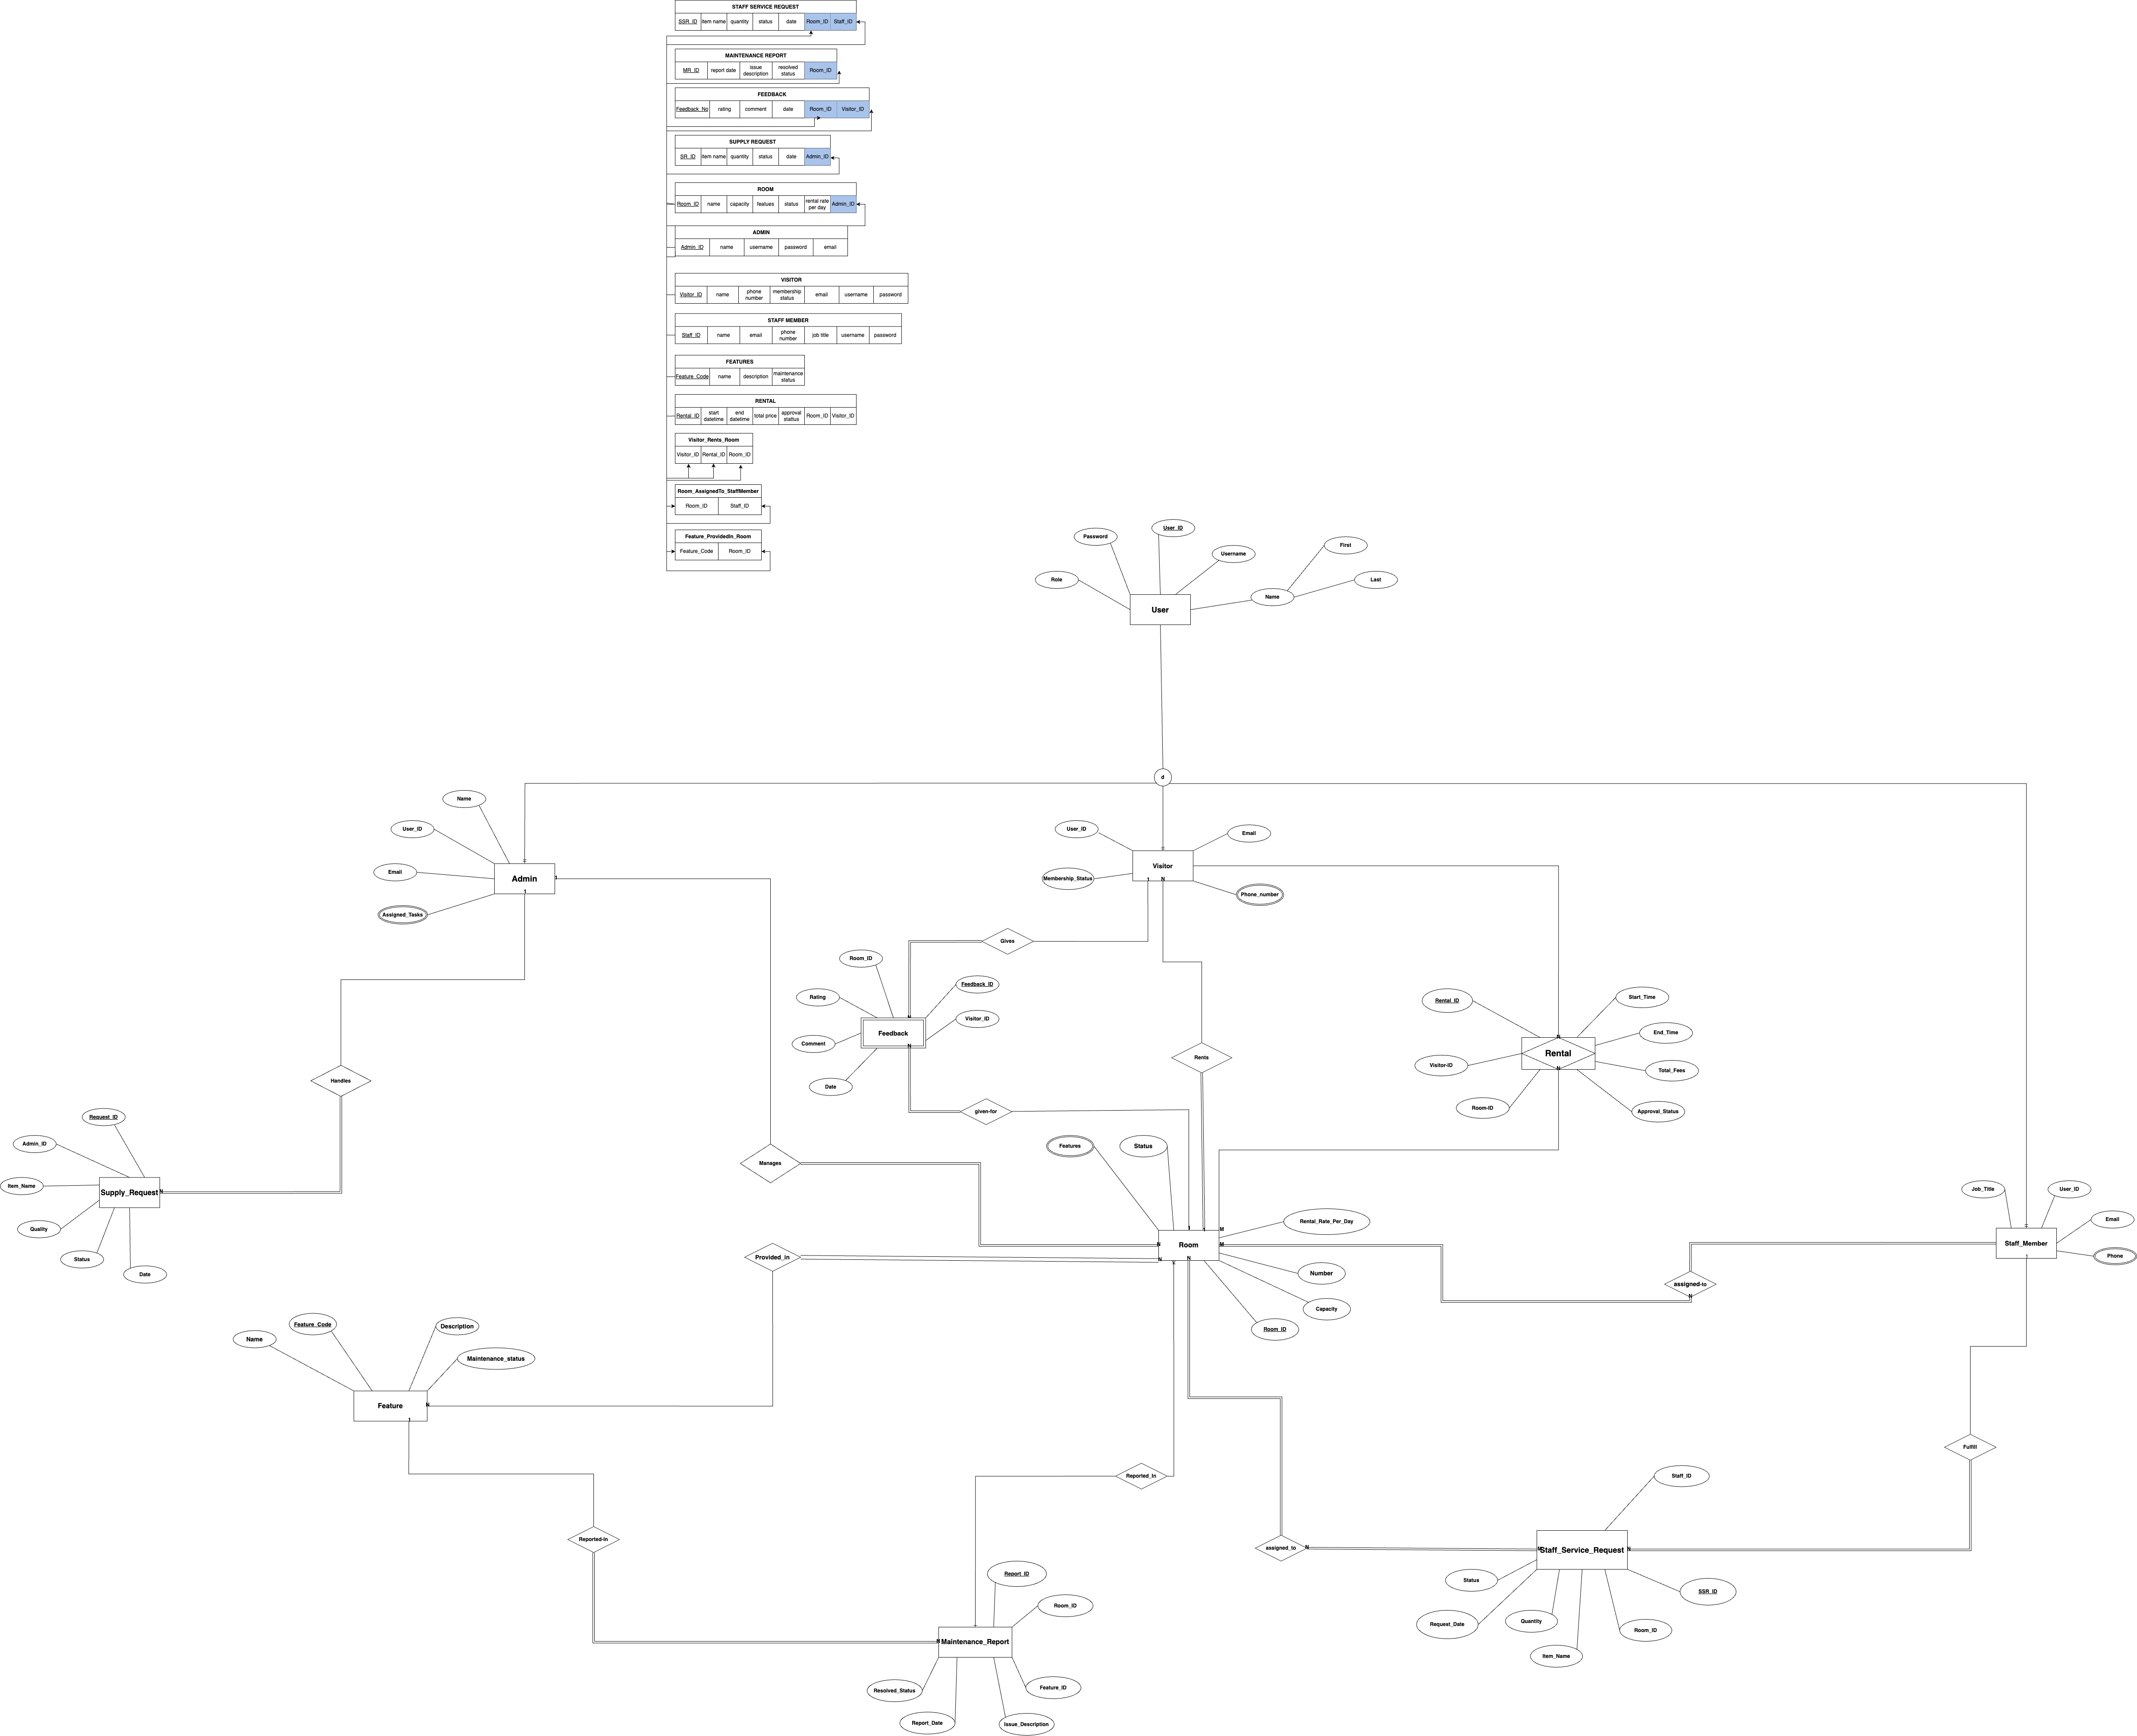 STAFF SERVICE REQUEST
SSR_ID item name quantity status date Room_ID Staff_ID
MAINTENANCE REPORT
MR_ID report date issue description resolved status Room_ID
FEEDBACK
Feedback_No rating comment date Room_ID Visitor_ID
SUPPLY REQUEST
SR_ID item name quantity status date Admin_ID
ROOM
Room_ID name capacity featues status rental rate per day Admin_ID
ADMIN
Admin_ID name username password email
VISITOR
Visitor_ID name phone number membership status email username password
STAFF MEMBER
Staff_ID name email phone number job title username password
FEATURES
Feature_Code name description maintenance status
RENTAL
Rental_ID start datetime end datetime total price approval stattus Room_ID Visitor_ID
Visitor_Rents_Room
Visitor_ID Rental_ID Room_ID
Room_AssignedTo_StaffMember
Room_ID Staff_ID
Feature_ProvidedIn_Room
Feature_Code Room_ID
User_ID
Password
First
Username
Role
Last
Name
User
d
Name
User_ID
User_ID
Email
Visitor
Email
Admin
1
1
Membership_Status
1
N
Phone_number
Assigned_Tasks
Gives
Room_ID
Feedback_ID
Rating
Start_Time
Rental_ID
N
Visitor_ID
Feedback
End_Time
Comment
N
N
Rental
Rents
Visitor-ID
N
Total_Fees
Handles
Date
Room-ID
Approval_Status
given-for
Request_ID
Admin_ID
Features
Status
Manages
Item_Name
Supply_Request
N
Job_Title
User_ID
Rental_Rate_Per_Day
Email
Quality
1
1
M
N
Room
M
Staff_Member
Status
Provided_in
N
N
1
Phone
Date
Number
assigned-to
N
Capacity
Feature_Code
Description
Room_ID
Name
Maintenance_status
Feature
N
1
Fulfill
Reported_In
Staff_ID
Reported-In
assigned_to
N
Staff_Service_Request
N
Report_ID
Status
SSR_ID
Room_ID
Request_Date
Quantity
Room_ID
N
Maintenance_Report
Item_Name
Resolved_Status
Feature_ID
Report_Date
Issue_Description